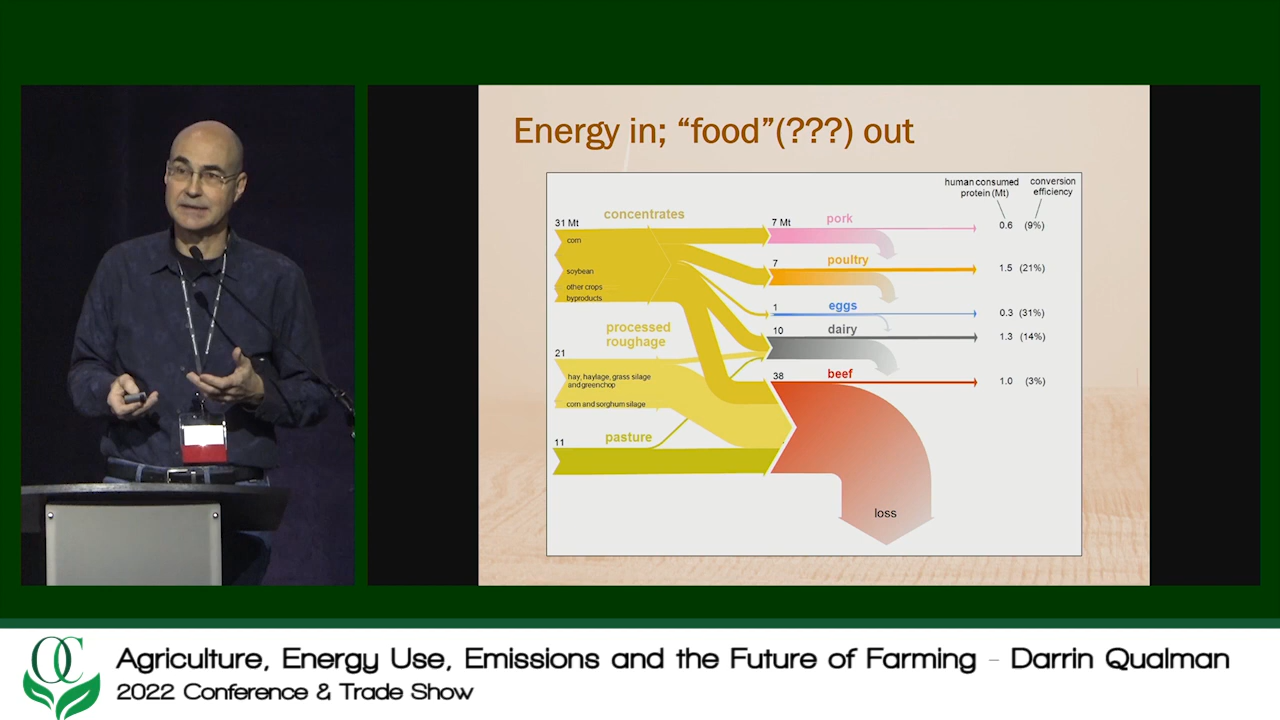 Energy in; “food”(???) out
human consumed
protein (Mt)
conversion
efficiency
31 Mt
concentrates
corn
soybean
other crops
byproducts
7 Mt
pork
0.6 (9%)
7
poultry
1.5 (21%)
1
eggs
0.3 (31%)
10
dairy
1.3 (14%)
processed
roughage
21
hay, haylage, grass silage
and greenchop
corn and sorghum silage
38
beef
1.0 (3%)
pasture
11
loss
OC
Agriculture, Energy Use, Emissions and the Future of Farming - Darrin Qualman
2022 Conference & Trade Show